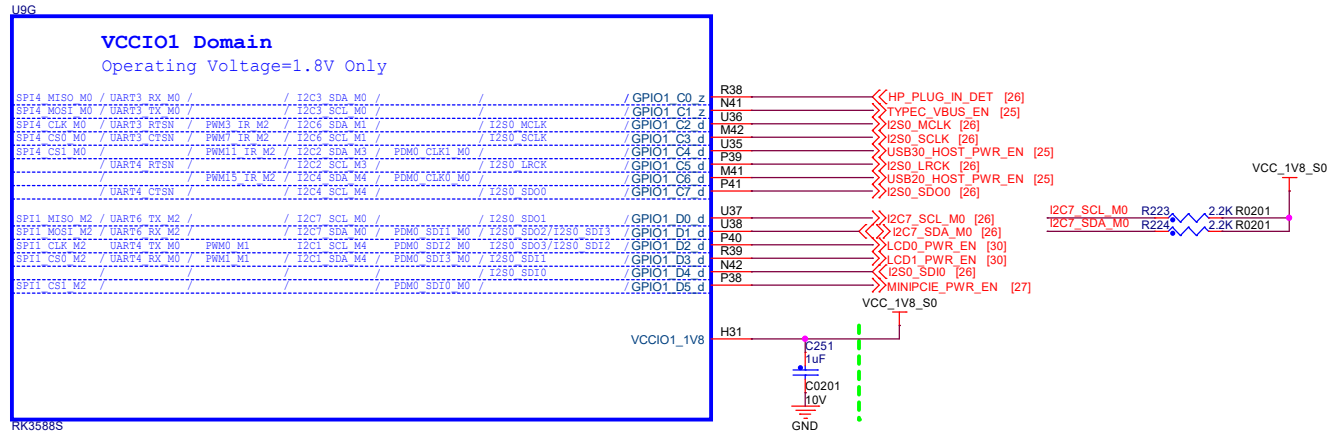 U9G
VCCIO1 Domain
Operating Voltage=1.8V Only
SPI4_MISO_M0 / UART3_RX_M0 / / I2C3_SDA_M0 / / / GPIO1_C0_z R38 HP_PLUG_IN_DET [26]
SPI4_MOSI_M0 / UART3_TX_M0 / / I2C3_SCL_M0 / / / GPIO1_C1_z N41 TYPEC_VBUS_EN [25]
SPI4_CLK_M0 / UART3_RTSN / PWM3_IR_M2 / I2C6_SDA_M1 / / I2S0_MCLK / GPIO1_C2_d U36 I2S0_MCLK [26]
SPI4_CS0_M0 / UART3_CTSN / PWM7_IR_M2 / I2C6_SCL_M1 / / I2S0_SCLK / GPIO1_C3_d M42 I2S0_SCLK [26]
SPI4_CS1_M0 / / PWM11_IR_M2 / I2C2_SDA_M3 / PDM0_CLK1_M0 / / GPIO1_C4_d U35 USB30_HOST_PWR_EN [25]
/ UART4_RTSN / / I2C2_SCL_M3 / / I2S0_LRCK / GPIO1_C5_d P39 I2S0_LRCK [26]
/ / PWM15_IR_M2 / I2C4_SDA_M4 / PDM0_CLK0_M0 / / GPIO1_C6_d M41 USB20_HOST_PWR_EN [25]
/ UART4_CTSN / / I2C4_SCL_M4 / / I2S0_SDO0 / GPIO1_C7_d P41 I2S0_SDO0 [26]
VCC_1V8_S0
SPI1_MISO_M2 / UART6_TX_M2 / / I2C7_SCL_M0 / / I2S0_SDO1 / GPIO1_D0_d U37 I2C7_SCL_M0 [26]
SPI1_MOSI_M2 / UART6_RX_M2 / / I2C7_SDA_M0 / PDM0_SDI1_M0 / I2S0_SDO2/I2S0_SDI3 / GPIO1_D1_d U38 I2C7_SDA_M0 [26]
SPI1_CLK_M2 / UART4_TX_M0 / PWM0_M1 / I2C1_SCL_M4 / PDM0_SDI2_M0 / I2S0_SDO3/I2S0_SDI2 / GPIO1_D2_d P40 LCD0_PWR_EN [30]
SPI1_CS0_M2 / UART4_RX_M0 / PWM1_M1 / I2C1_SDA_M4 / PDM0_SDI3_M0 / I2S0_SDI1 / GPIO1_D3_d R39 LCD1_PWR_EN [30]
/ / / / / I2S0_SDI0 / GPIO1_D4_d N42 I2S0_SDI0 [26]
SPI1_CS1_M2 / / / / PDM0_SDI0_M0 / / GPIO1_D5_d P38 MINIPCIE_PWR_EN [27]
I2C7_SCL_M0 R223 2.2K R0201
I2C7_SDA_M0 R224 2.2K R0201
VCC_1V8_S0
VCCIO1_1V8 H31
C251
1uF
C0201
10V
GND
RK3588S